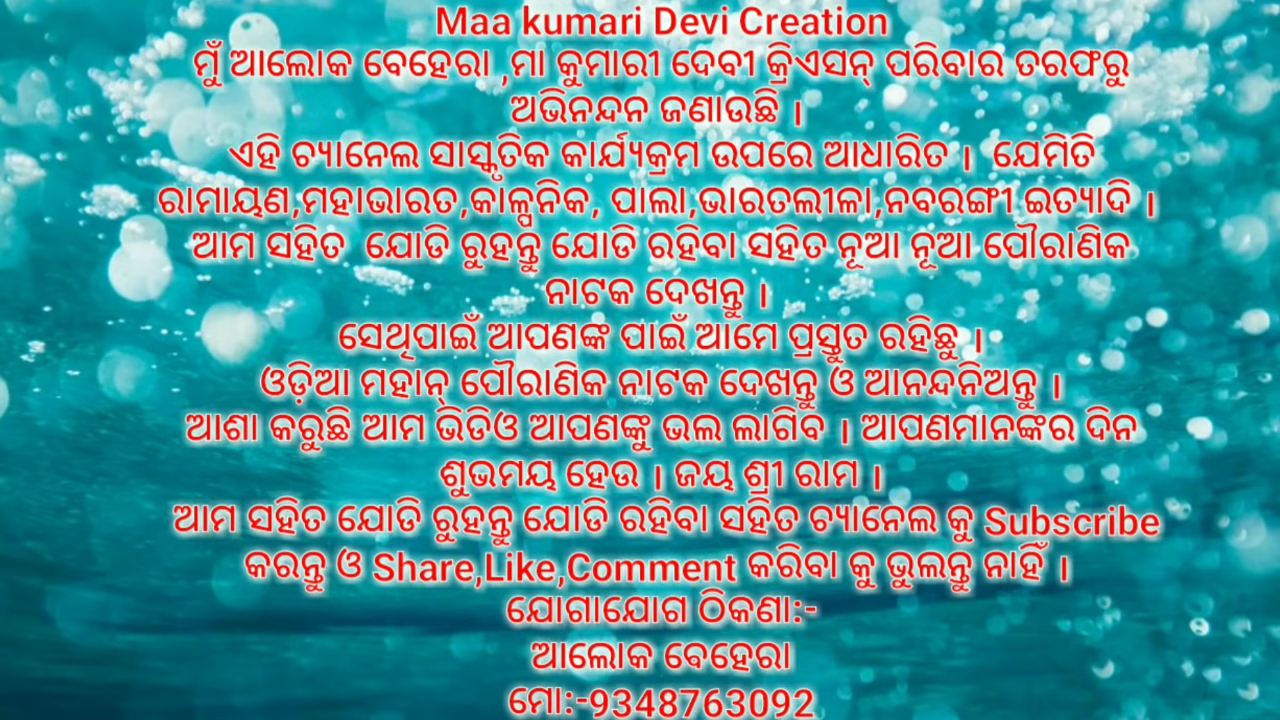 Maa kumari Devi Creation
ମୁଁ ଆଲୋକ ବେହେରା ,ମା କୁମାରୀ ଦେବୀ କ୍ରିଏସନ୍ ପରିବାର ତରଫରୁ
ଅଭିନନ୍ଦନ ଜଣାଉଛି ।
ଏହି ଚ୍ୟାନେଲ ସାସ୍କୃତିକ କାର୍ଯ୍ୟକ୍ରମ ଉପରେ ଆଧାରିତ । ଯେମିତି
ରାମାୟଣ,ମହାଭାରତ,କାଳ୍ପନିକ, ପାଲା,ଭାରତଲୀଳା,ନବରଙ୍ଗୀ ଇତ୍ୟାଦି ।
ଆମ ସହିତ ଯୋଡି ରୁହନ୍ତୁ ଯୋଡି ରହିବା ସହିତ ନୂଆ ନୂଆ ପୌରାଣିକ
ନାଟକ ଦେଖନ୍ତୁ ।
ସେଥିପାଇଁ ଆପଣଙ୍କ ପାଇଁ ଆମେ ପ୍ରସ୍ତୁତ ରହିଛୁ ।
ଓଡ଼ିଆ ମହାନ୍ ପୌରାଣିକ ନାଟକ ଦେଖନ୍ତୁ ଓ ଆନନ୍ଦନିଅନ୍ତୁ ।
ଆଶା କରୁଛି ଆମ ଭିଡିଓ ଆପଣଙ୍କୁ ଭଲ ଲାଗିବ । ଆପଣମାନଙ୍କର ଦିନ
ଶୁଭମୟ ହେଉ । ଜୟ ଶ୍ରୀ ରାମ ।
ଆମ ସହିତ ଯୋଡି ରୁହନ୍ତୁ ଯୋଡି ରହିବା ସହିତ ଚ୍ୟାନେଲ କୁ Subscribe
କରନ୍ତୁ ଓ Share,Like,Comment କରିବା କୁ ଭୁଲନ୍ତୁ ନାହିଁ ।
ଯୋଗାଯୋଗ ଠିକଣା:-
ଆଲୋକ ବେହେରା
ମୋ:-9348763092